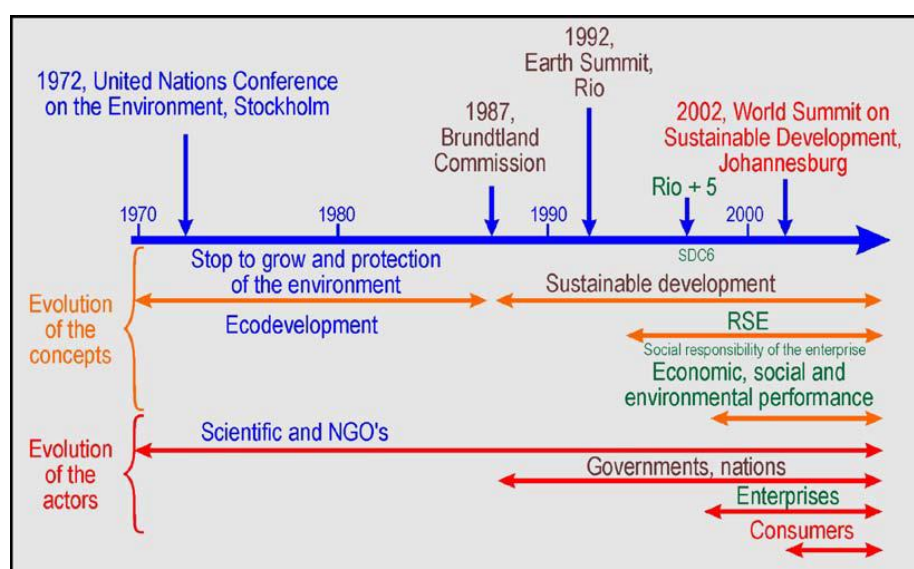 1972, United Nations Conference
on the Environment, Stockholm
1987,
Brundtland
Commission
1992,
Earth Summit,
Rio
Rio + 5
2002, World Summit on
Sustainable Development,
Johannesburg
1970
1980
1990
2000
SDC6
Evolution
of the
concepts
Stop to grow and protection
of the environment
Ecodevelopment
Sustainable development
RSE
Social responsibility of the enterprise
Economic, social and
environmental performance
Evolution
of the
actors
Scientific and NGO's
Governments, nations
Enterprises
Consumers